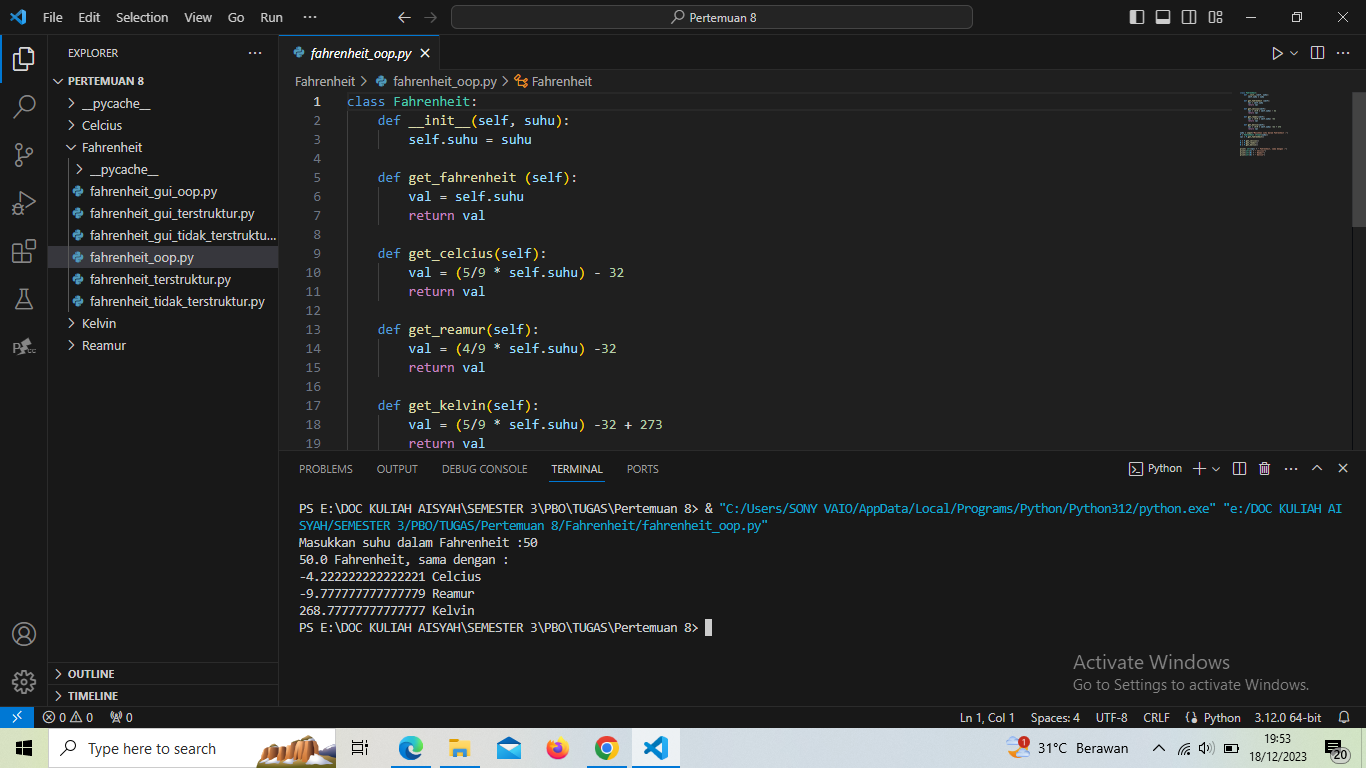 File Edit Selection View Go Run ··· Pertemuan 8
EXPLORER ···
PERTEMUAN 8
__pycache__
Celcius
Fahrenheit
__pycache__
fahrenheit_gui_oop.py
fahrenheit_gui_terstruktur.py
fahrenheit_gui_tidak_terstruktu...
fahrenheit_oop.py
fahrenheit_terstruktur.py
fahrenheit_tidak_terstruktur.py
Kelvin
Reamur
OUTLINE
TIMELINE
fahrenheit_oop.py
Fahrenheit > fahrenheit_oop.py > Fahrenheit
1 class Fahrenheit:
2 def __init__(self, suhu):
3 self.suhu = suhu
4
5 def get_fahrenheit (self):
6 val = self.suhu
7 return val
8
9 def get_celcius(self):
10 val = (5/9 * self.suhu) - 32
11 return val
12
13 def get_reamur(self):
14 val = (4/9 * self.suhu) -32
15 return val
16
17 def get_kelvin(self):
18 val = (5/9 * self.suhu) -32 + 273
19 return val
PROBLEMS OUTPUT DEBUG CONSOLE TERMINAL PORTS Python
PS E:\DOC KULIAH AISYAH\SEMESTER 3\PBO\TUGAS\Pertemuan 8> & "C:/Users/SONY VAIO/AppData/Local/Programs/Python/Python312/python.exe" "e:/DOC KULIAH AI
SYAH/SEMESTER 3/PBO/TUGAS/Pertemuan 8/Fahrenheit/fahrenheit_oop.py"
Masukkan suhu dalam Fahrenheit :50
50.0 Fahrenheit, sama dengan :
-4.222222222222221 Celcius
-9.777777777777779 Reamur
268.77777777777777 Kelvin
PS E:\DOC KULIAH AISYAH\SEMESTER 3\PBO\TUGAS\Pertemuan 8>
Activate Windows
Go to Settings to activate Windows.
0 0 0 Ln 1, Col 1 Spaces: 4 UTF-8 CRLF Python 3.12.0 64-bit
Type here to search 1 31°C Berawan 19:53
18/12/2023 20